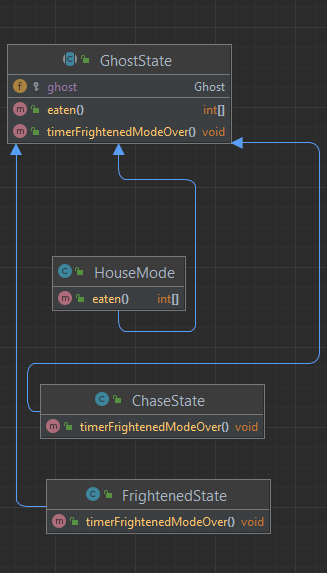 GhostState
ghost Ghost
eaten() int[]
timerFrightenedModeOver() void
HouseMode
eaten() int[]
ChaseState
timerFrightenedModeOver() void
FrightenedState
timerFrightenedModeOver() void